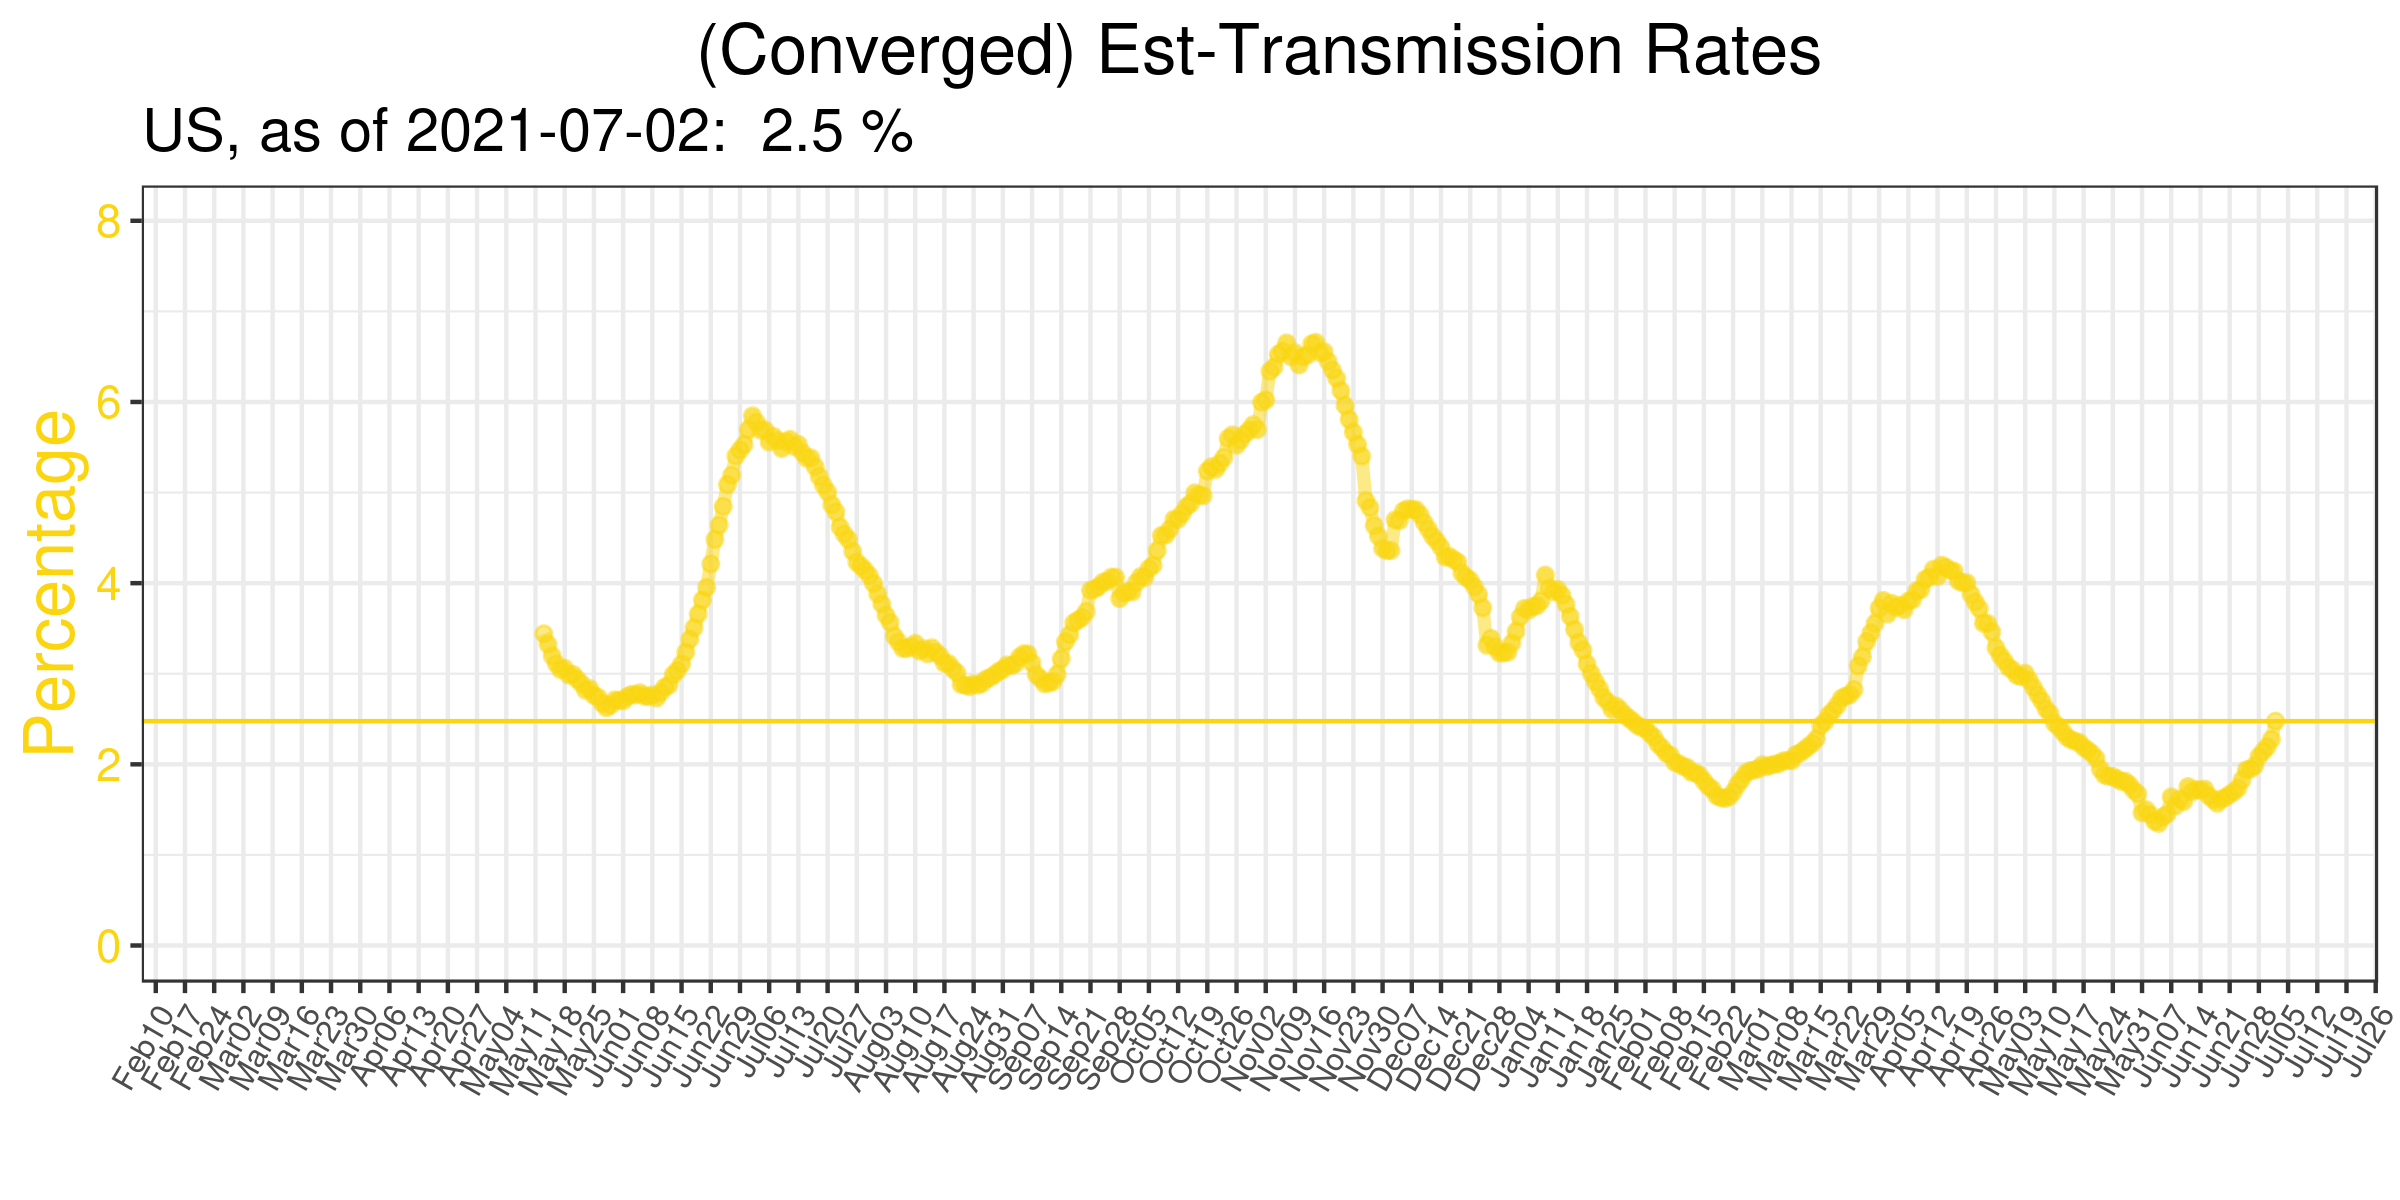 (Converged) Est-Transmission Rates
US, as of 2021-07-02:  2.5 %
Percentage
8
6
4
2
0
Feb10
Feb17
Feb24
Mar02
Mar09
Mar16
Mar23
Mar30
Apr06
Apr13
Apr20
Apr27
May04
May11
May18
May25
Jun01
Jun08
Jun15
Jun22
Jun29
Jul06
Jul13
Jul20
Jul27
Aug03
Aug10
Aug17
Aug24
Aug31
Sep07
Sep14
Sep21
Sep28
Oct05
Oct12
Oct19
Oct26
Nov02
Nov09
Nov16
Nov23
Nov30
Dec07
Dec14
Dec21
Dec28
Jan04
Jan11
Jan18
Jan25
Feb01
Feb08
Feb15
Feb22
Mar01
Mar08
Mar15
Mar22
Mar29
Apr05
Apr12
Apr19
Apr26
May03
May10
May17
May24
May31
Jun07
Jun14
Jun21
Jun28
Jul05
Jul12
Jul19
Jul26